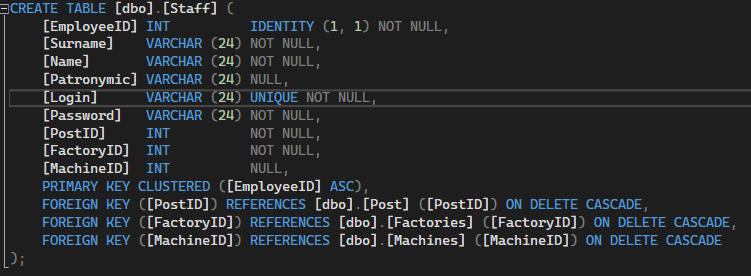 CREATE TABLE [dbo].[Staff] (
    [EmployeeID] INT          IDENTITY (1, 1) NOT NULL,
    [Surname]    VARCHAR (24) NOT NULL,
    [Name]       VARCHAR (24) NOT NULL,
    [Patronymic] VARCHAR (24) NULL,
    [Login]      VARCHAR (24) UNIQUE NOT NULL,
    [Password]   VARCHAR (24) NOT NULL,
    [PostID]     INT          NOT NULL,
    [FactoryID]  INT          NOT NULL,
    [MachineID]  INT          NULL,
    PRIMARY KEY CLUSTERED ([EmployeeID] ASC),
    FOREIGN KEY ([PostID]) REFERENCES [dbo].[Post] ([PostID]) ON DELETE CASCADE,
    FOREIGN KEY ([FactoryID]) REFERENCES [dbo].[Factories] ([FactoryID]) ON DELETE CASCADE,
    FOREIGN KEY ([MachineID]) REFERENCES [dbo].[Machines] ([MachineID]) ON DELETE CASCADE
);